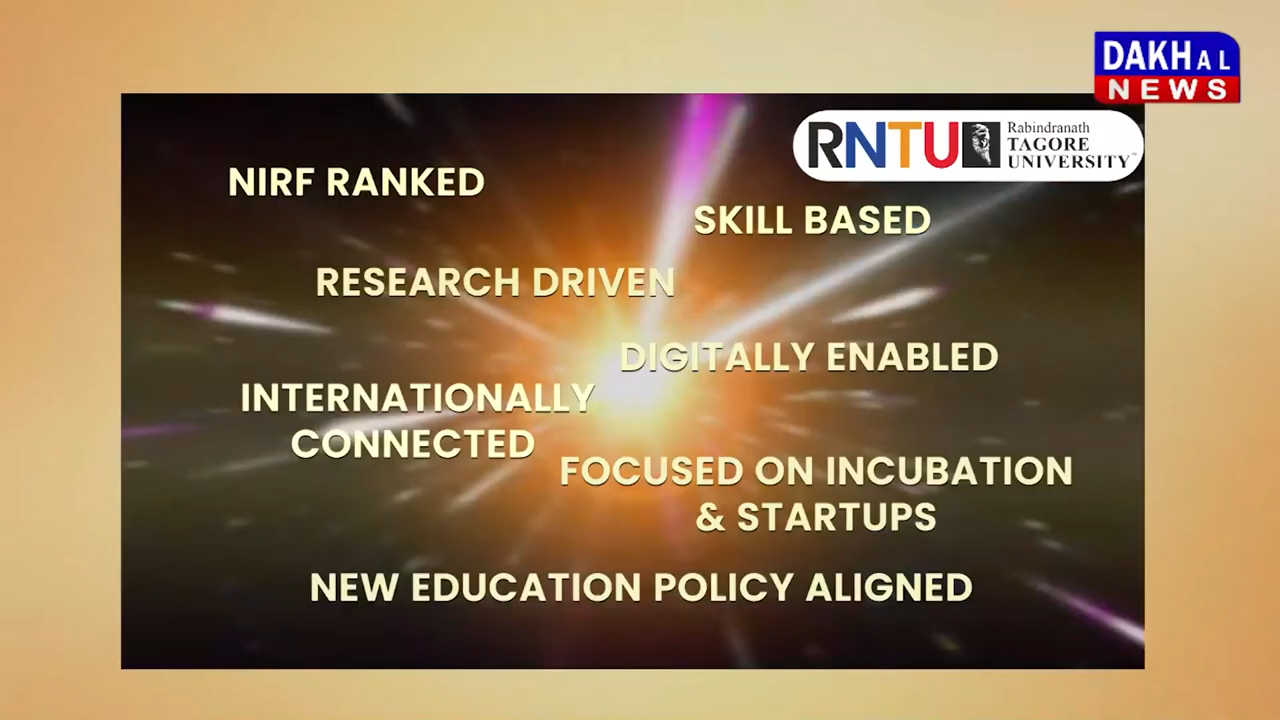 DAKHAL
NEWS
RNTU
Rabindranath
TAGORE
UNIVERSITY™
NIRF RANKED
SKILL BASED
RESEARCH DRIVEN
DIGITALLY ENABLED
INTERNATIONALLY
CONNECTED
FOCUSED ON INCUBATION
& STARTUPS
NEW EDUCATION POLICY ALIGNED